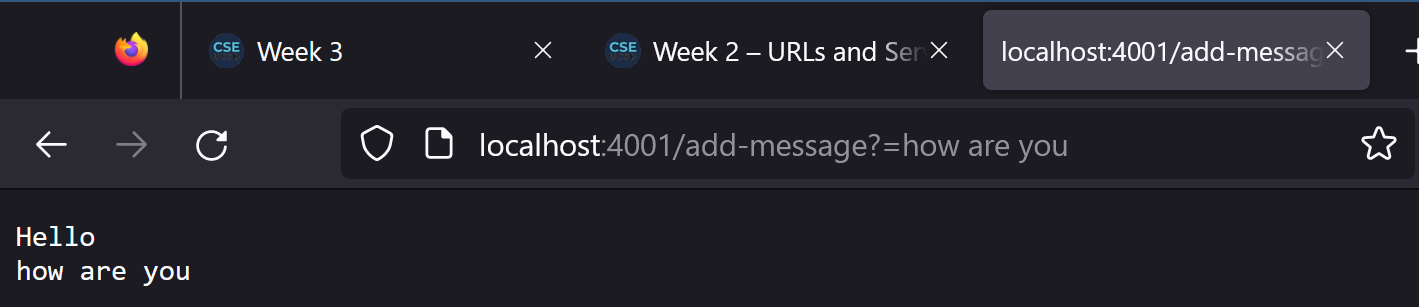 CSE Week 3
CSE Week 2 – URLs and Ser
localhost:4001/add-messag
localhost:4001/add-message?=how are you
Hello
how are you